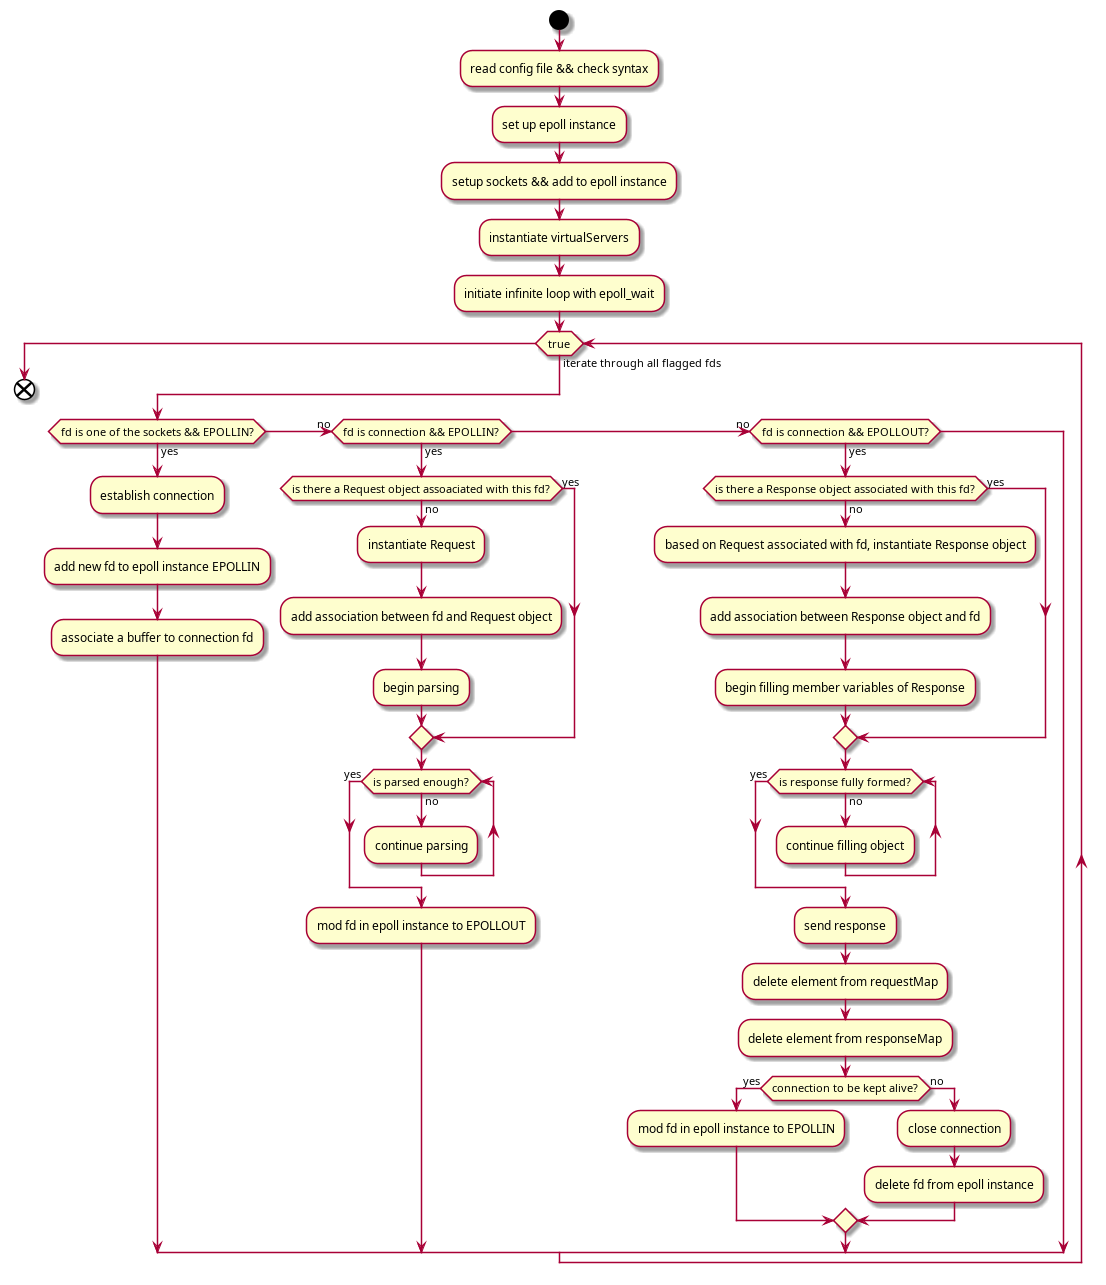 read config file && check syntax
set up epoll instance
setup sockets && add to epoll instance
instantiate virtualServers
initiate infinite loop with epoll_wait
true
iterate through all flagged fds
fd is one of the sockets && EPOLLIN?
yes
establish connection
add new fd to epoll instance EPOLLIN
associate a buffer to connection fd
no
fd is connection && EPOLLIN?
yes
is there a Request object assoaciated with this fd?
yes
no
instantiate Request
add association between fd and Request object
begin parsing
is parsed enough?
yes
no
continue parsing
mod fd in epoll instance to EPOLLOUT
no
fd is connection && EPOLLOUT?
yes
is there a Response object associated with this fd?
yes
no
based on Request associated with fd, instantiate Response object
add association between Response object and fd
begin filling member variables of Response
is response fully formed?
yes
no
continue filling object
send response
delete element from requestMap
delete element from responseMap
connection to be kept alive?
yes
mod fd in epoll instance to EPOLLIN
no
close connection
delete fd from epoll instance